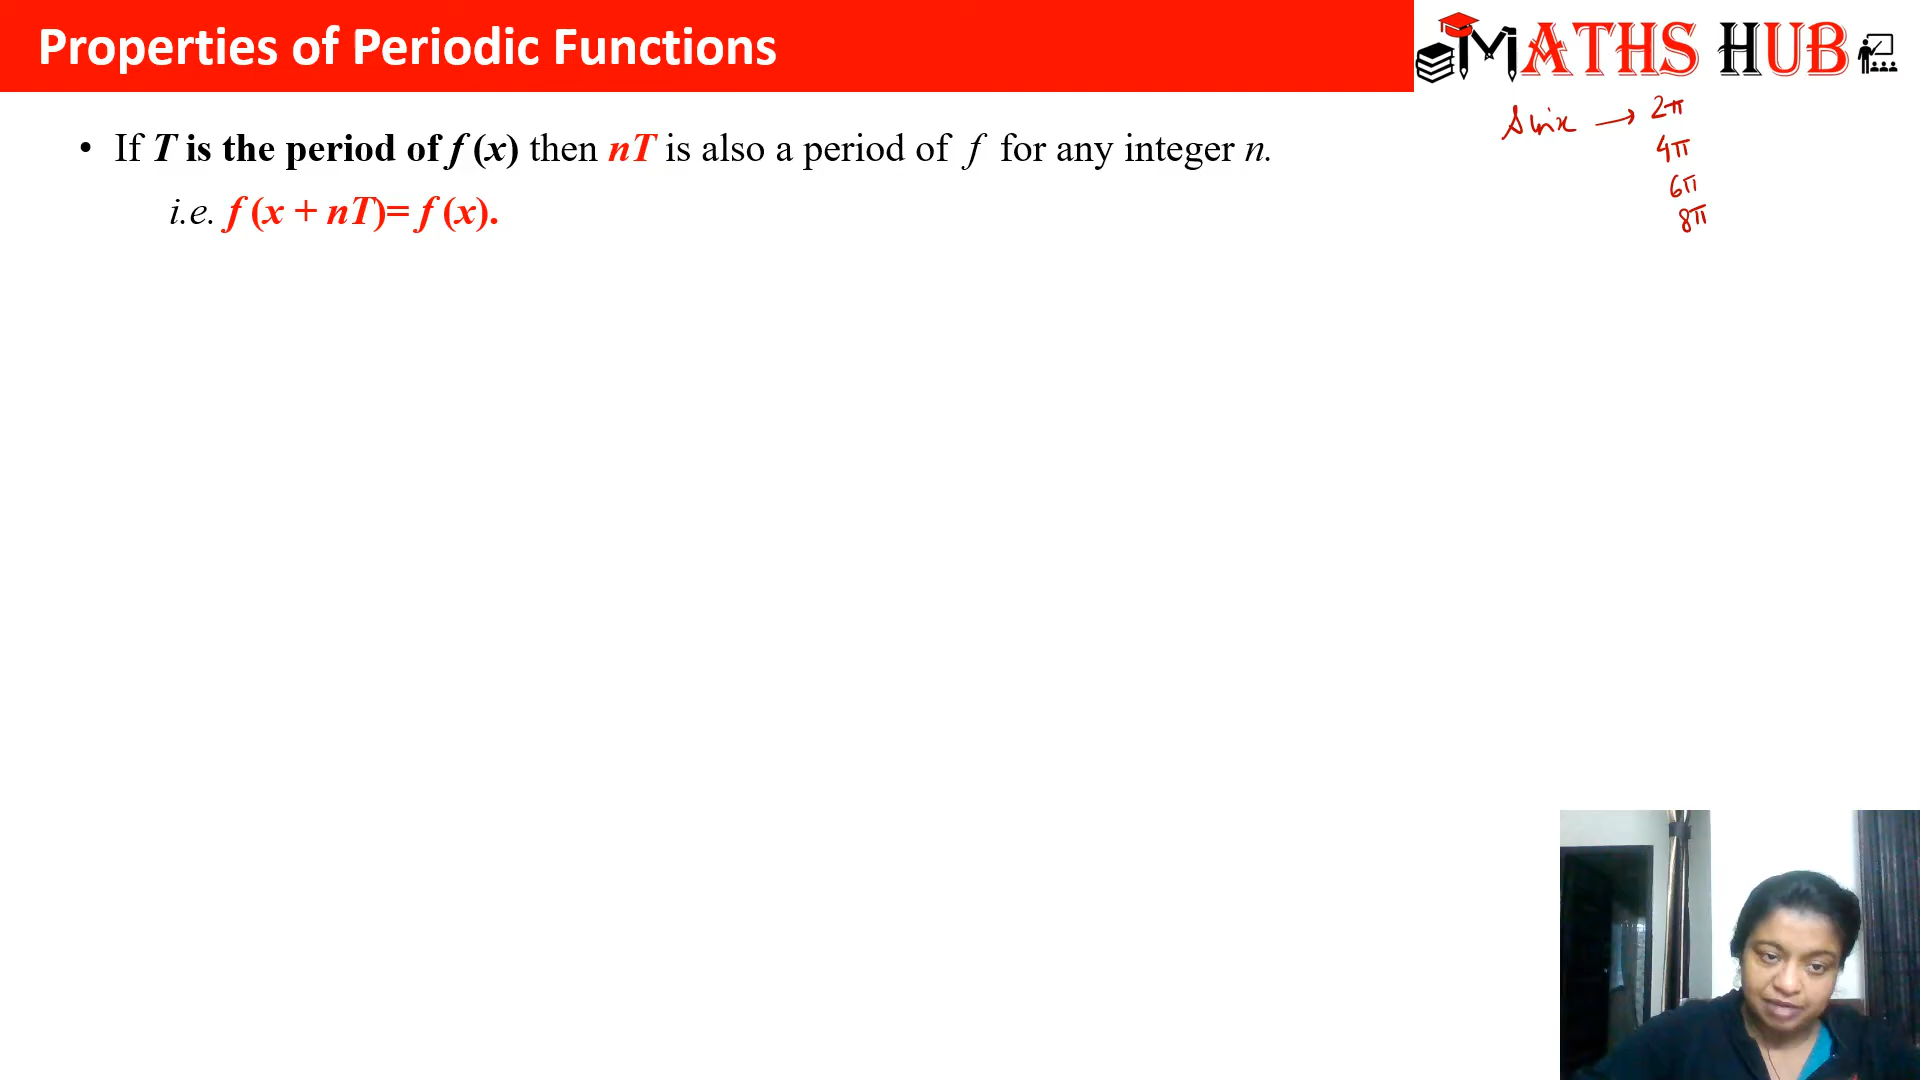 Properties of Periodic Functions
MATHS HUB
• If T is the period of f (x) then nT is also a period of f for any integer n.
i.e. f (x + nT)= f (x).
Sinx → 2π
4π
6π
8π